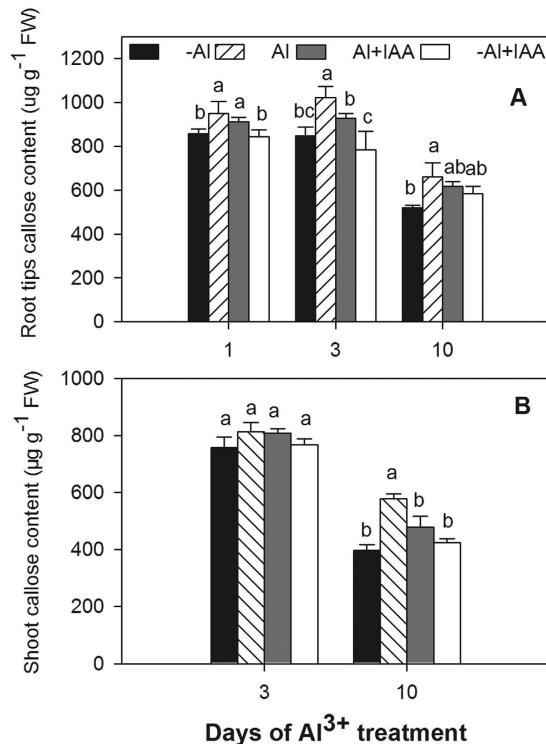 -Al Al Al+IAA -Al+IAA
A
Root tips callose content (ug g-1 FW)
1200
1000
800
600
400
200
0
b a a b
bc a b c
b a ab ab
1 3 10
B
Shoot callose content (µg g-1 FW)
1000
800
600
400
200
0
a a a a
b a b b
3 10
Days of Al3+ treatment